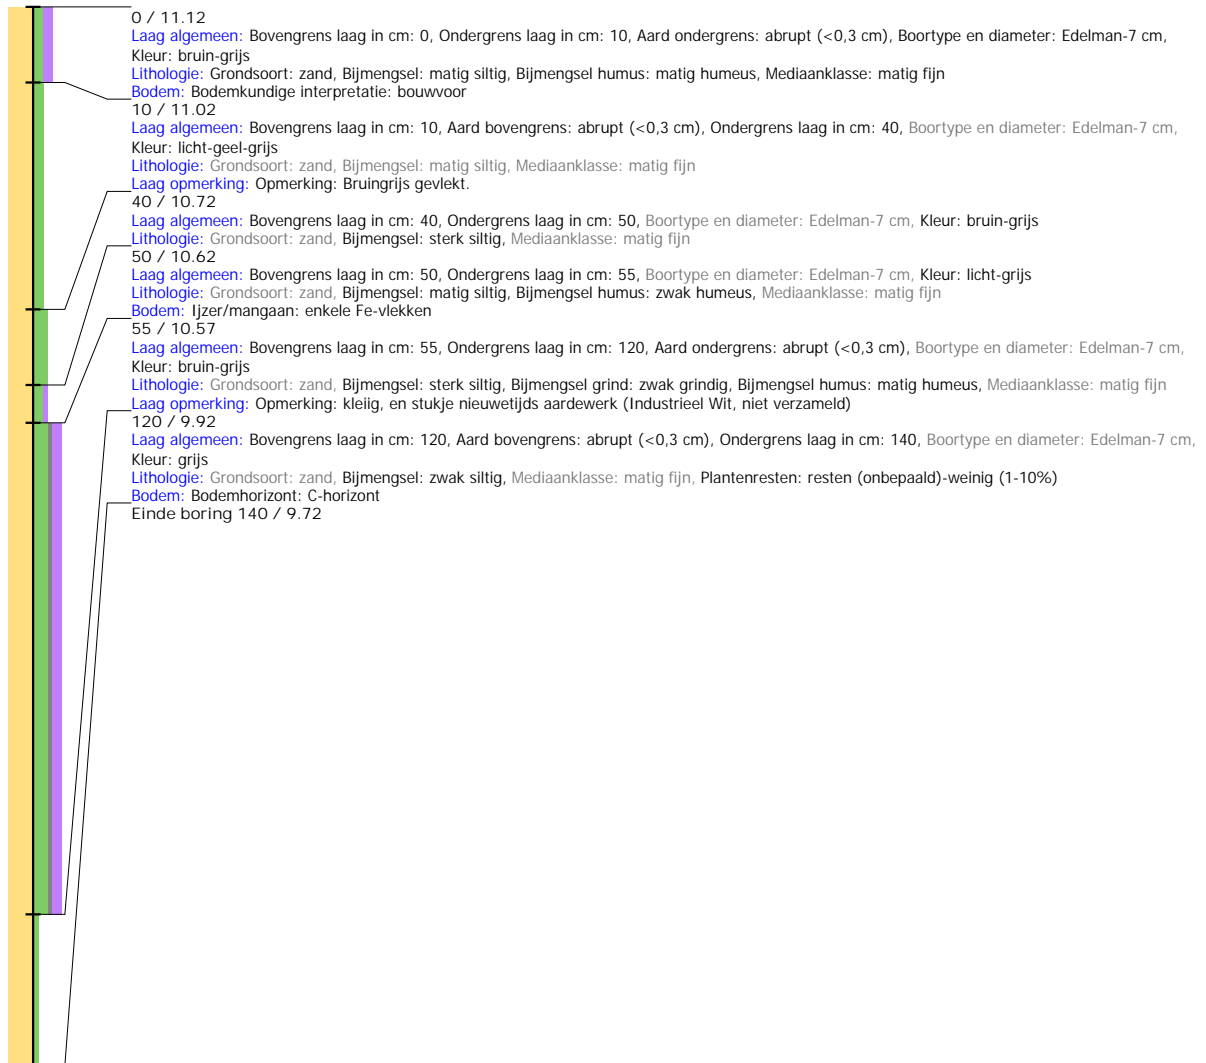 0 / 11.12
Laag algemeen: Bovengrens laag in cm: 0, Ondergrens laag in cm: 10, Aard ondergrens: abrupt (<0,3 cm), Boortype en diameter: Edelman-7 cm,
Kleur: bruin-grijs
Lithologie: Grondsoort: zand, Bijmengsel: matig siltig, Bijmengsel humus: matig humeus, Mediaanklasse: matig fijn
Bodem: Bodemkundige interpretatie: bouwvoor
10 / 11.02
Laag algemeen: Bovengrens laag in cm: 10, Aard bovengrens: abrupt (<0,3 cm), Ondergrens laag in cm: 40, Boortype en diameter: Edelman-7 cm,
Kleur: licht-geel-grijs
Lithologie: Grondsoort: zand, Bijmengsel: matig siltig, Mediaanklasse: matig fijn
Laag opmerking: Opmerking: Bruingrijs gevlekt.
40 / 10.72
Laag algemeen: Bovengrens laag in cm: 40, Ondergrens laag in cm: 50, Boortype en diameter: Edelman-7 cm, Kleur: bruin-grijs
Lithologie: Grondsoort: zand, Bijmengsel: sterk siltig, Mediaanklasse: matig fijn
50 / 10.62
Laag algemeen: Bovengrens laag in cm: 50, Ondergrens laag in cm: 55, Boortype en diameter: Edelman-7 cm, Kleur: licht-grijs
Lithologie: Grondsoort: zand, Bijmengsel: matig siltig, Bijmengsel humus: zwak humeus, Mediaanklasse: matig fijn
Bodem: Ijzer/mangaan: enkele Fe-vlekken
55 / 10.57
Laag algemeen: Bovengrens laag in cm: 55, Ondergrens laag in cm: 120, Aard ondergrens: abrupt (<0,3 cm), Boortype en diameter: Edelman-7 cm,
Kleur: bruin-grijs
Lithologie: Grondsoort: zand, Bijmengsel: sterk siltig, Bijmengsel grind: zwak grindig, Bijmengsel humus: matig humeus, Mediaanklasse: matig fijn
Laag opmerking: Opmerking: kleiig, en stukje nieuwetijds aardewerk (Industrieel Wit, niet verzameld)
120 / 9.92
Laag algemeen: Bovengrens laag in cm: 120, Aard bovengrens: abrupt (<0,3 cm), Ondergrens laag in cm: 140, Boortype en diameter: Edelman-7 cm,
Kleur: grijs
Lithologie: Grondsoort: zand, Bijmengsel: zwak siltig, Mediaanklasse: matig fijn, Plantenresten: resten (onbepaald)-weinig (1-10%)
Bodem: Bodemhorizont: C-horizont
Einde boring 140 / 9.72